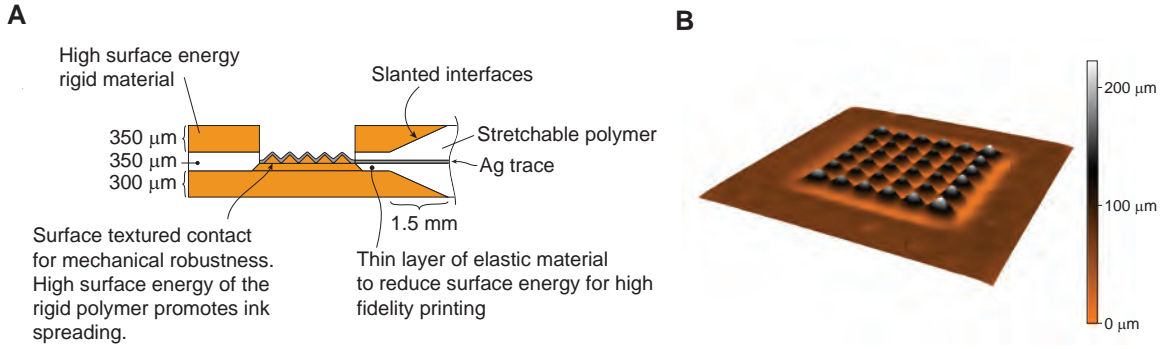 A
High surface energy
rigid material
Slanted interfaces
350 μm
350 μm
300 μm
Stretchable polymer
Ag trace
1.5 mm
Surface textured contact
for mechanical robustness.
High surface energy of the
rigid polymer promotes ink
spreading.
Thin layer of elastic material
to reduce surface energy for high
fidelity printing
B
200 μm
100 μm
0 μm